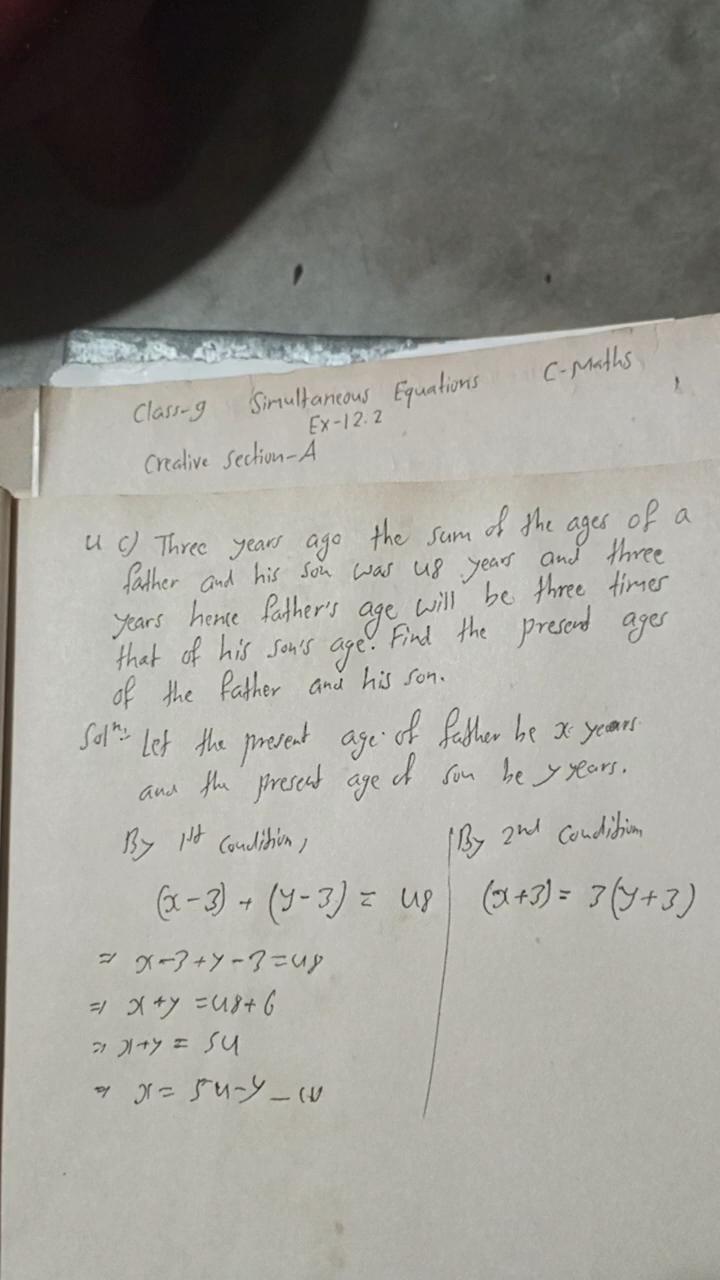 Class-9 Simultaneous Equations C-Maths
Ex-12.2
Creative section-A
4 c) Three years ago the sum of the ages of a
father and his son was 48 years and three
years hence father's age will be three times
that of his son's age. Find the present ages
of the father and his son.
Solⁿ: Let the present age of father be x years
and the present age of son be y years.
By 1st condition,
(x-3) + (y-3) = 48
⇒ x-3+y-3=48
⇒ x+y =48+6
⇒ x+y = 54
⇒ x = 54-y - (i)
By 2nd condition
(x+3) = 3(y+3)